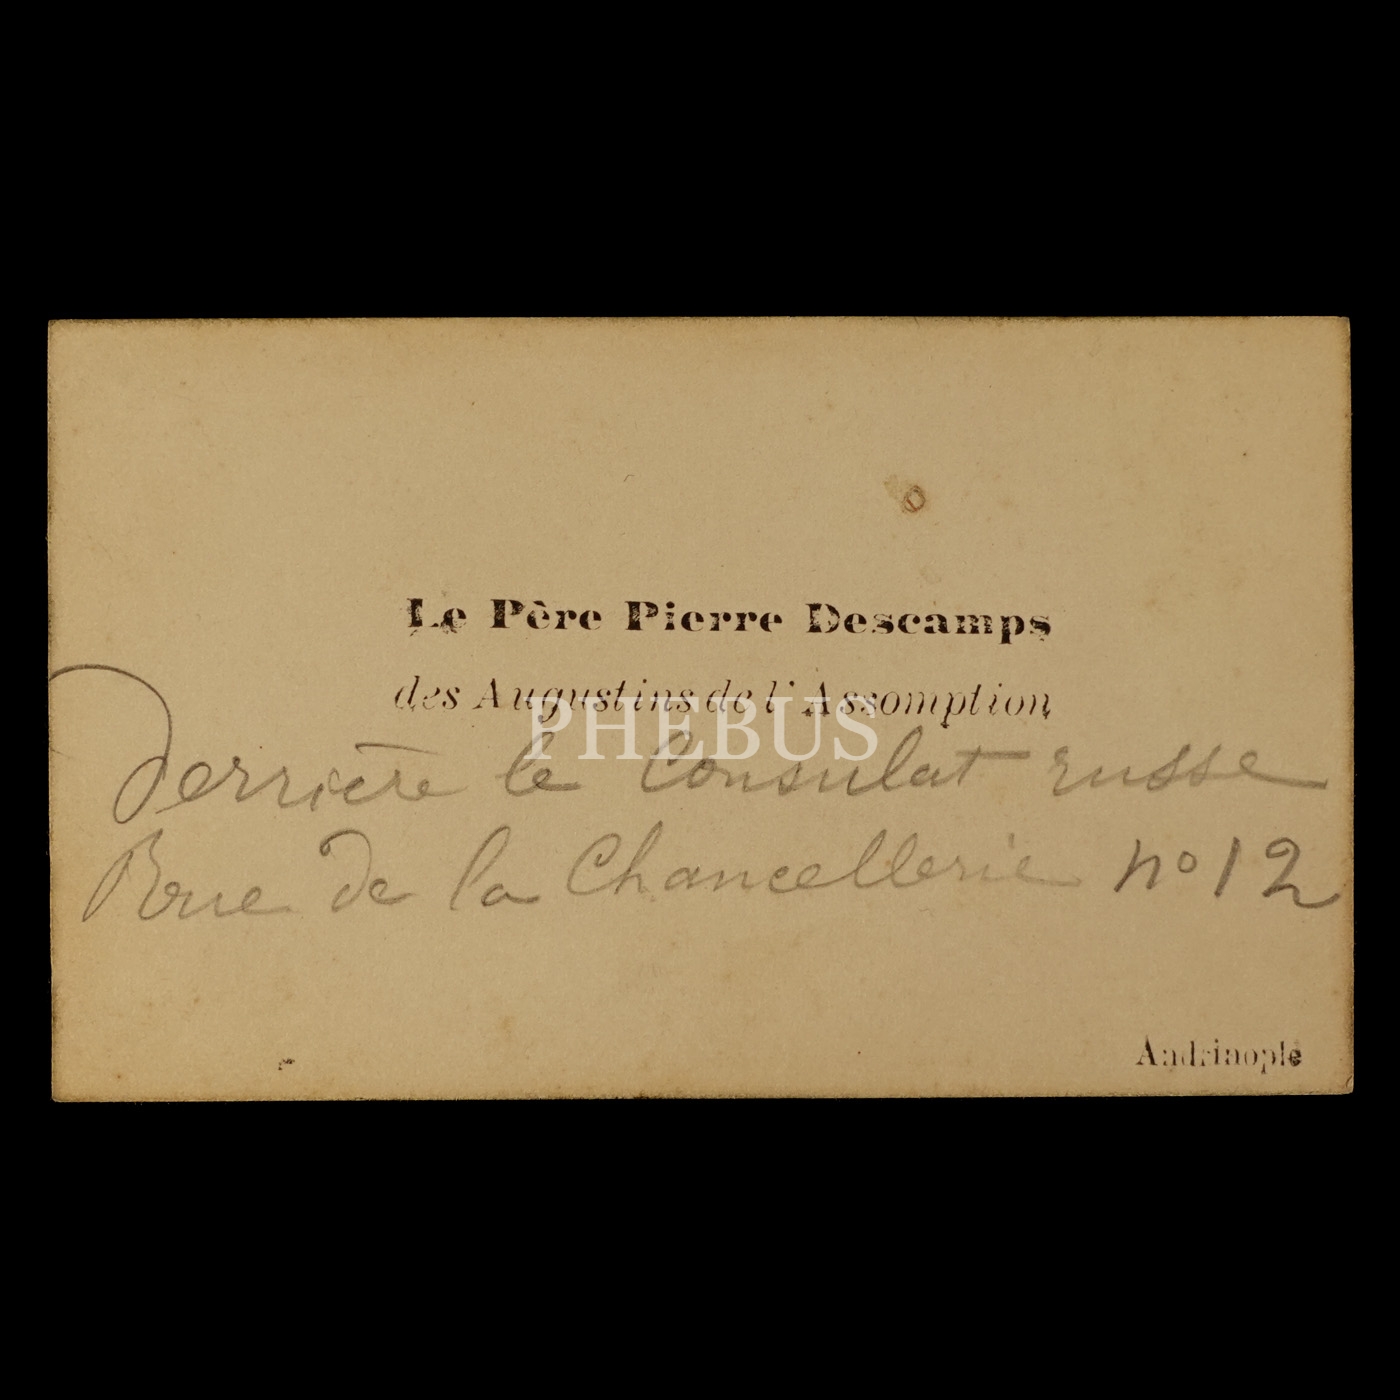 Le Père Pierre Descamps
des Augustins de l'Assomption
PHEBUS
Derrière le Consulat russe
Rue de la Chancellerie no 12
Andrinople